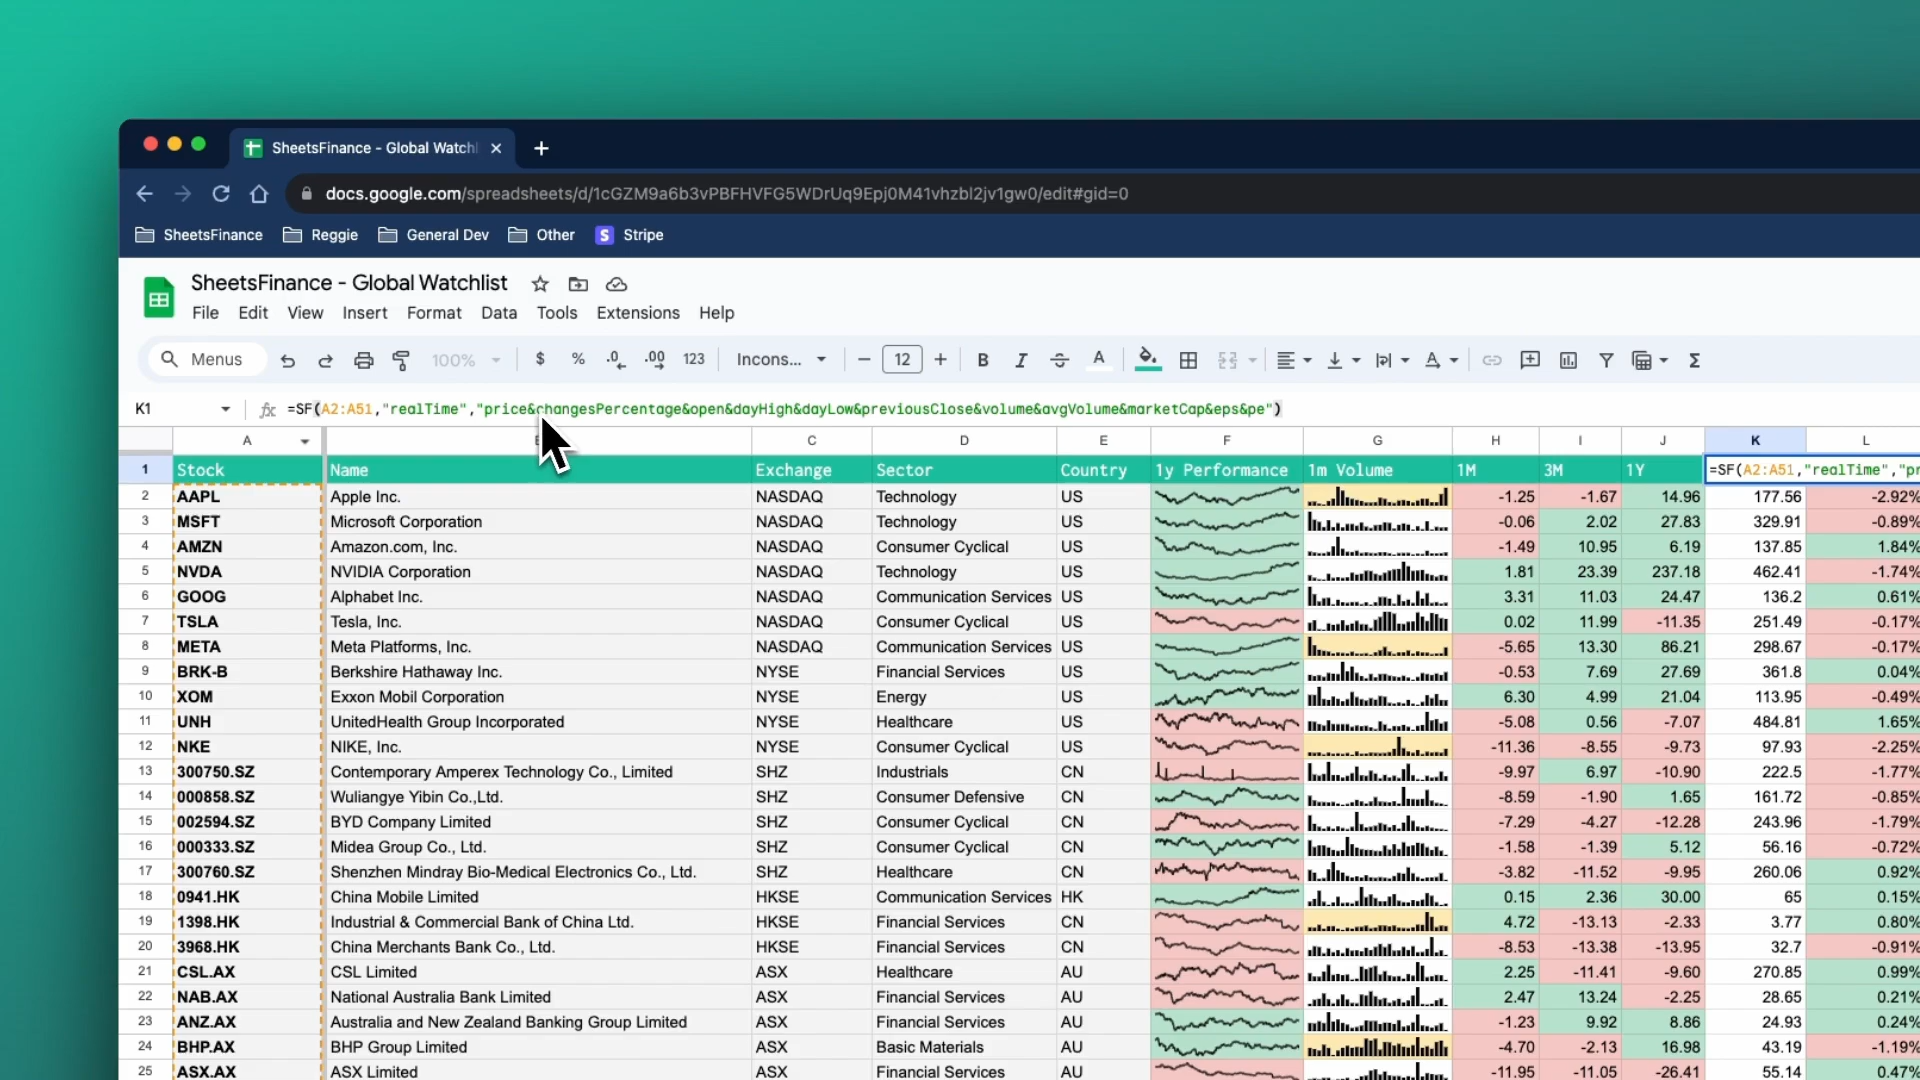 SheetsFinance - Global Watchl
docs.google.com/spreadsheets/d/1cGZM9a6b3vPBFHVFG5WDrUq9Epj0M41vhzbl2jv1gw0/edit#gid=0
SheetsFinance Reggie General Dev Other S Stripe
SheetsFinance - Global Watchlist
File Edit View Insert Format Data Tools Extensions Help
Menus 100% $ % .0 .00 123 Incons... 12 B I A A Σ
K1 fx =SF(A2:A51,"realTime","price&changesPercentage&open&dayHigh&dayLow&previousClose&volume&avgVolume&marketCap&eps&pe")
A C D E F G H I J K L
1 Stock Name Exchange Sector Country 1y Performance 1m Volume 1M 3M 1Y =SF(A2:A51,"realTime","pr
2 AAPL Apple Inc. NASDAQ Technology US -1.25 -1.67 14.96 177.56 -2.92%
3 MSFT Microsoft Corporation NASDAQ Technology US -0.06 2.02 27.83 329.91 -0.89%
4 AMZN Amazon.com, Inc. NASDAQ Consumer Cyclical US -1.49 10.95 6.19 137.85 1.84%
5 NVDA NVIDIA Corporation NASDAQ Technology US 1.81 23.39 237.18 462.41 -1.74%
6 GOOG Alphabet Inc. NASDAQ Communication Services US 3.31 11.03 24.47 136.2 0.61%
7 TSLA Tesla, Inc. NASDAQ Consumer Cyclical US 0.02 11.99 -11.35 251.49 -0.17%
8 META Meta Platforms, Inc. NASDAQ Communication Services US -5.65 13.30 86.21 298.67 -0.17%
9 BRK-B Berkshire Hathaway Inc. NYSE Financial Services US -0.53 7.69 27.69 361.8 0.04%
10 XOM Exxon Mobil Corporation NYSE Energy US 6.30 4.99 21.04 113.95 -0.49%
11 UNH UnitedHealth Group Incorporated NYSE Healthcare US -5.08 0.56 -7.07 484.81 1.65%
12 NKE NIKE, Inc. NYSE Consumer Cyclical US -11.36 -8.55 -9.73 97.93 -2.25%
13 300750.SZ Contemporary Amperex Technology Co., Limited SHZ Industrials CN -9.97 6.97 -10.90 222.5 -1.77%
14 000858.SZ Wuliangye Yibin Co.,Ltd. SHZ Consumer Defensive CN -8.59 -1.90 1.65 161.72 -0.85%
15 002594.SZ BYD Company Limited SHZ Consumer Cyclical CN -7.29 -4.27 -12.28 243.96 -1.79%
16 000333.SZ Midea Group Co., Ltd. SHZ Consumer Cyclical CN -1.58 -1.39 5.12 56.16 -0.72%
17 300760.SZ Shenzhen Mindray Bio-Medical Electronics Co., Ltd. SHZ Healthcare CN -3.82 -11.52 -9.95 260.06 0.92%
18 0941.HK China Mobile Limited HKSE Communication Services HK 0.15 2.36 30.00 65 0.15%
19 1398.HK Industrial & Commercial Bank of China Ltd. HKSE Financial Services CN 4.72 -13.13 -2.33 3.77 0.80%
20 3968.HK China Merchants Bank Co., Ltd. HKSE Financial Services CN -8.53 -13.38 -13.95 32.7 -0.91%
21 CSL.AX CSL Limited ASX Healthcare AU 2.25 -11.41 -9.60 270.85 0.99%
22 NAB.AX National Australia Bank Limited ASX Financial Services AU 2.47 13.24 -2.25 28.65 0.21%
23 ANZ.AX Australia and New Zealand Banking Group Limited ASX Financial Services AU -1.23 9.92 8.86 24.93 0.24%
24 BHP.AX BHP Group Limited ASX Basic Materials AU -4.70 -2.13 16.98 43.19 -1.19%
25 ASX.AX ASX Limited ASX Financial Services AU -11.95 -11.05 -26.41 55.14 0.47%